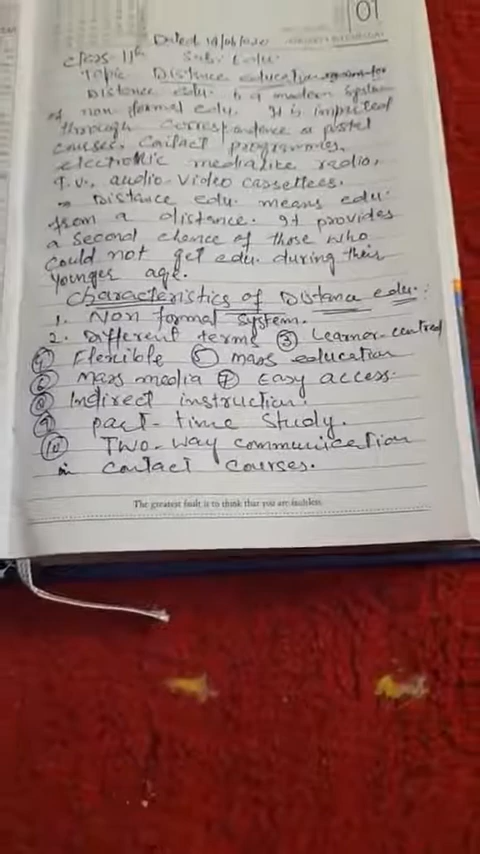 01
Dated
Class 11th Sub: Edu.
Topic Distance education
Distance edu. is a modern system
of non formal edu. It is imparted
through correspondence or postal
courses, contact programmes,
electronic media like radio,
T.V., audio-video cassettees.
Distance edu. means edu.
from a distance. It provides
a second chance of those who
could not get edu. during their
younger age.
Characteristics of Distance edu.:
1. Non formal system.
2. Different terms ③ Learner-centred
④ Flexible ⑤ mass education
⑥ Mass media ⑦ Easy access.
⑧ Indirect instruction.
⑨ part-time study.
⑩ Two-way communication
in contact courses.
The greatest fault is to think that you are faultless.